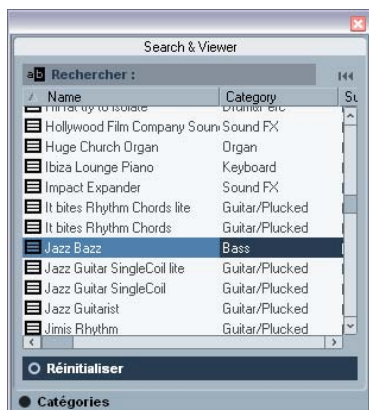 Search & Viewer
ab Rechercher :
Name Category
Hollywood Film Company Soun Sound FX
Huge Church Organ Organ
Ibiza Lounge Piano Keyboard
Impact Expander Sound FX
It bites Rhythm Chords lite Guitar/Plucked
It bites Rhythm Chords Guitar/Plucked
Jazz Bazz Bass
Jazz Guitar SingleCoil lite Guitar/Plucked
Jazz Guitar SingleCoil Guitar/Plucked
Jazz Guitarist Guitar/Plucked
Jimis Rhythm Guitar/Plucked
Réinitialiser
Catégories